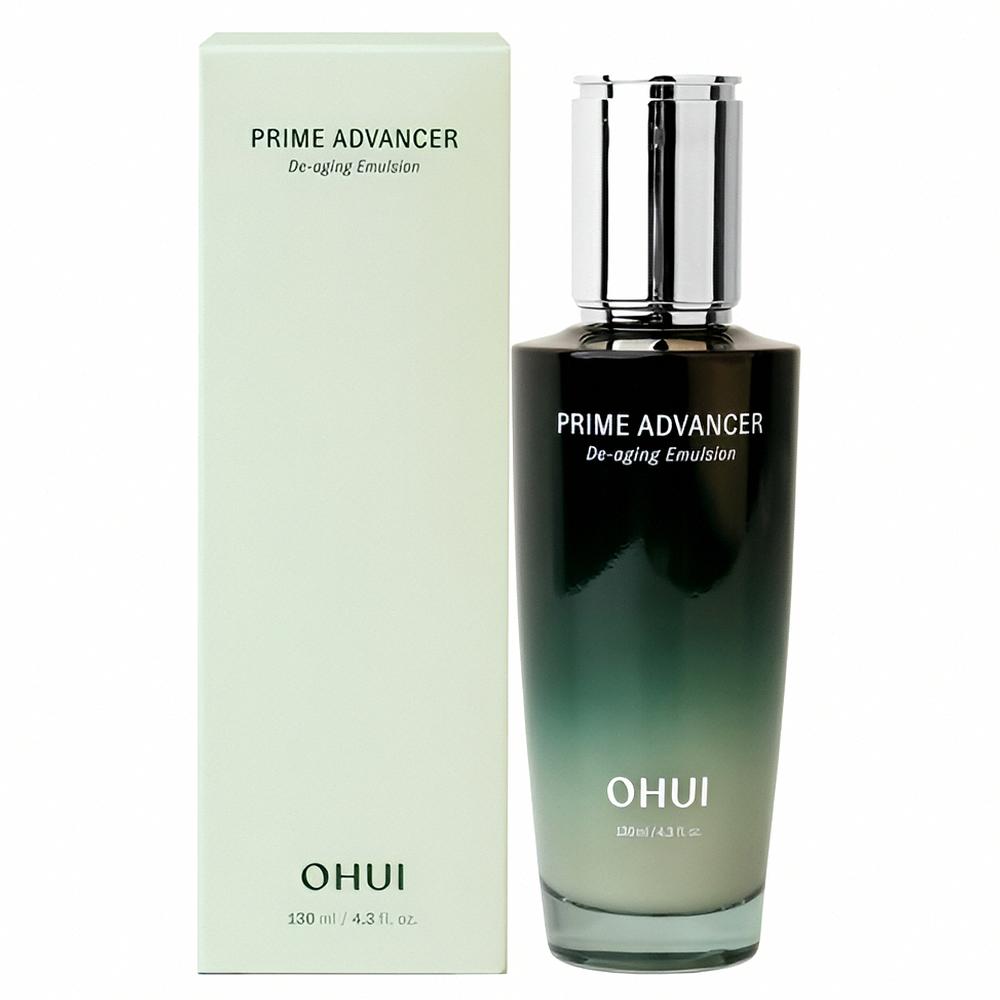 PRIME ADVANCER
De-aging Emulsion
OHUI
130 ml / 4.3 fl. oz.
PRIME ADVANCER
De-aging Emulsion
OHUI
130 ml / 4.3 fl. oz.